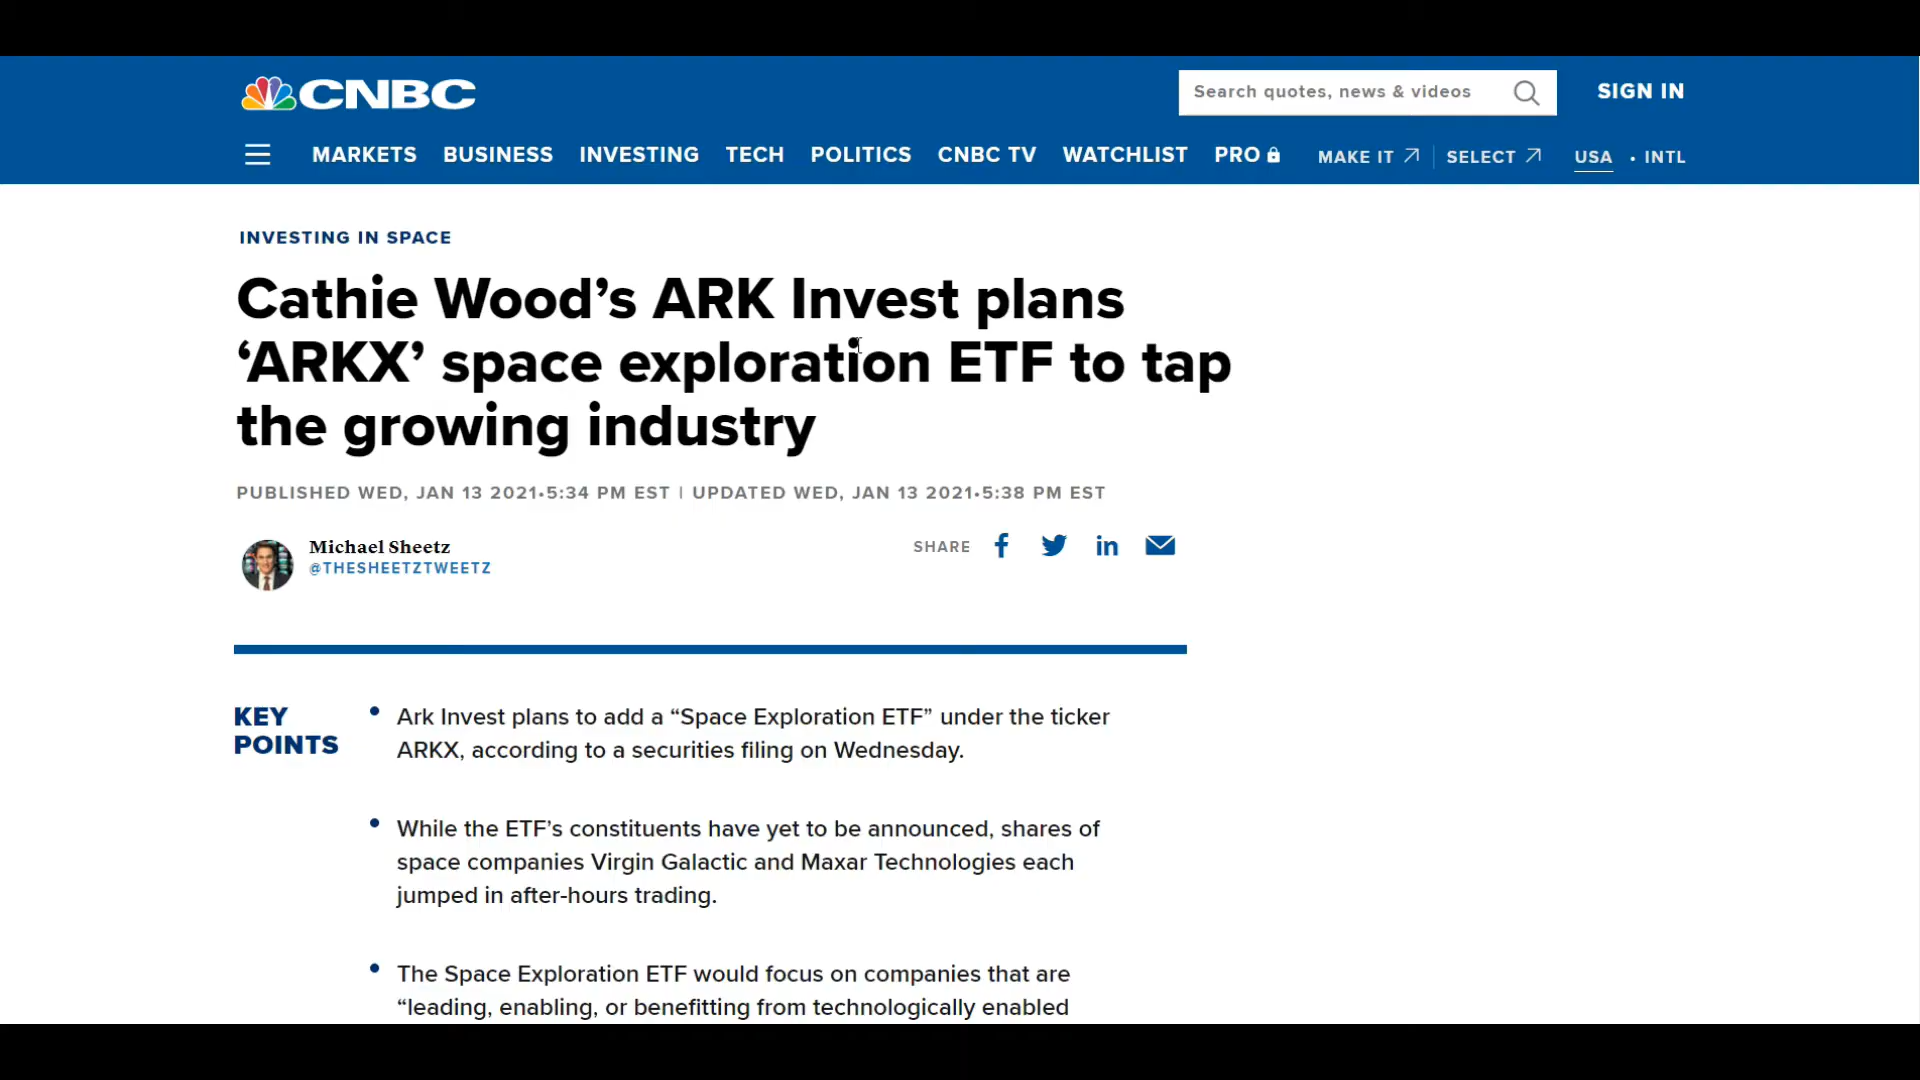 CNBC
Search quotes, news & videos
SIGN IN
MARKETS BUSINESS INVESTING TECH POLITICS CNBC TV WATCHLIST PRO MAKE IT SELECT USA • INTL
INVESTING IN SPACE
Cathie Wood’s ARK Invest plans
‘ARKX’ space exploration ETF to tap
the growing industry
PUBLISHED WED, JAN 13 2021•5:34 PM EST | UPDATED WED, JAN 13 2021•5:38 PM EST
Michael Sheetz
@THESHEETZTWEETZ
SHARE
KEY
POINTS
• Ark Invest plans to add a “Space Exploration ETF” under the ticker
ARKX, according to a securities filing on Wednesday.
• While the ETF’s constituents have yet to be announced, shares of
space companies Virgin Galactic and Maxar Technologies each
jumped in after-hours trading.
• The Space Exploration ETF would focus on companies that are
“leading, enabling, or benefitting from technologically enabled